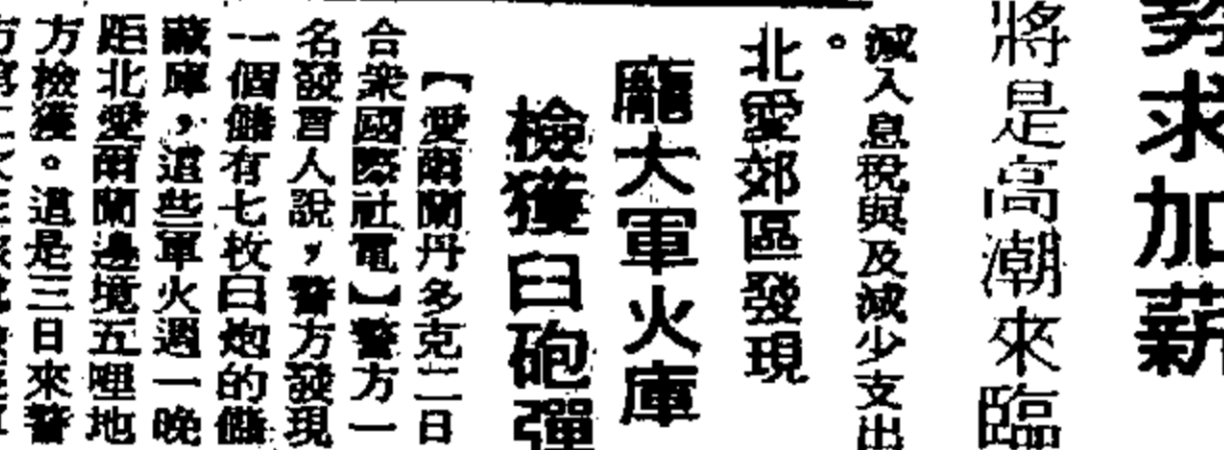 求加薪
將是高潮來臨
減入息稅與及減少支出
。
北愛郊區發現
龐大軍火庫
檢獲臼砲彈
【愛爾蘭丹多克二日
合衆國際社電】警方一
名發言人說，警方發現
一個儲有七枚臼炮的儲
藏庫，這些軍火週一晚
距北愛爾蘭邊境五哩地
方檢獲。這是三日來警